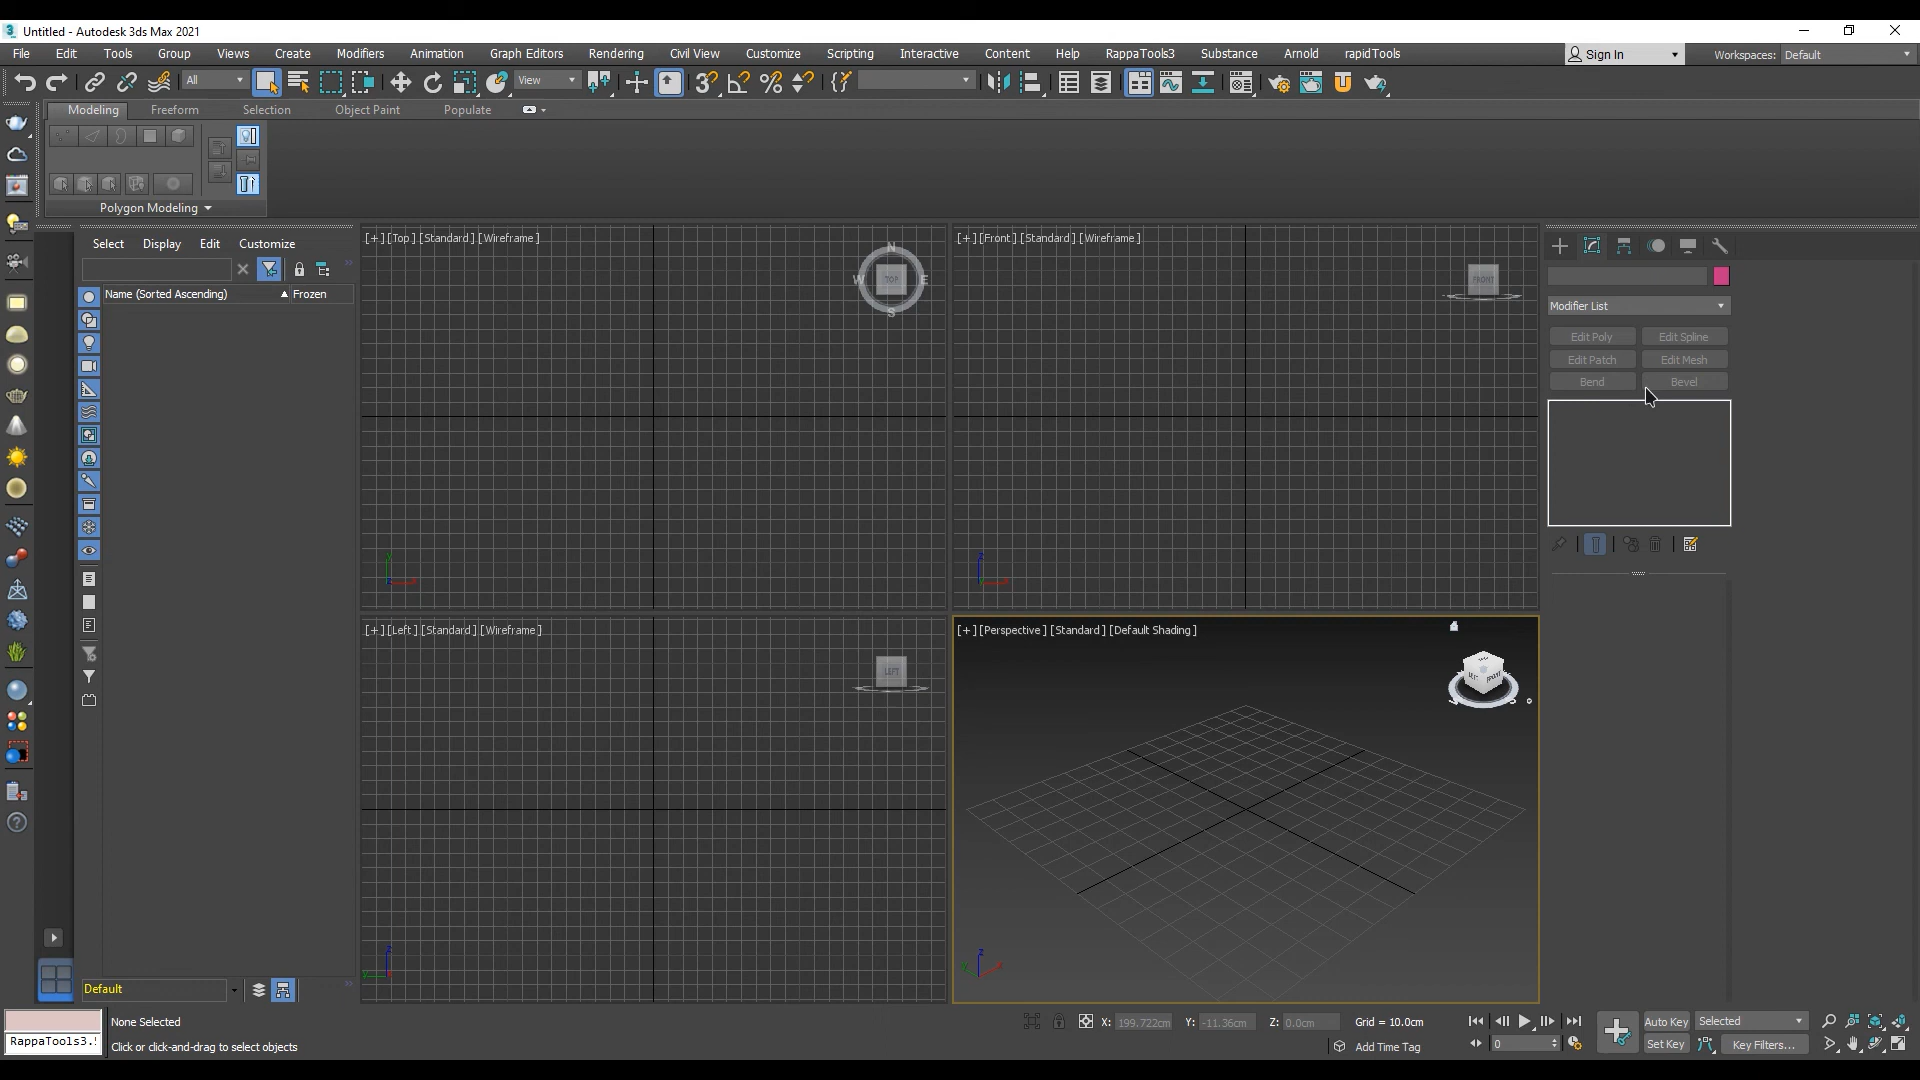 Untitled - Autodesk 3ds Max 2021
File Edit Tools Group Views Create Modifiers Animation Graph Editors Rendering Civil View Customize Scripting Interactive Content Help RappaTools3 Substance Arnold rapidTools Sign In Workspaces: Default
All View
Modeling Freeform Selection Object Paint Populate
Polygon Modeling
Select Display Edit Customize
Name (Sorted Ascending) Frozen
[+] [Top] [Standard] [Wireframe]
N
W TOP E
S
[+] [Front] [Standard] [Wireframe]
FRONT
Modifier List
Edit Poly Edit Spline
Edit Patch Edit Mesh
Bend Bevel
[+] [Left] [Standard] [Wireframe]
LEFT
[+] [Perspective] [Standard] [Default Shading]
Default
None Selected
X: 199.722cm Y: -11.36cm Z: 0.0cm Grid = 10.0cm
Auto Key Selected
RappaTools3.
Click or click-and-drag to select objects
Add Time Tag
0
Set Key Key Filters...